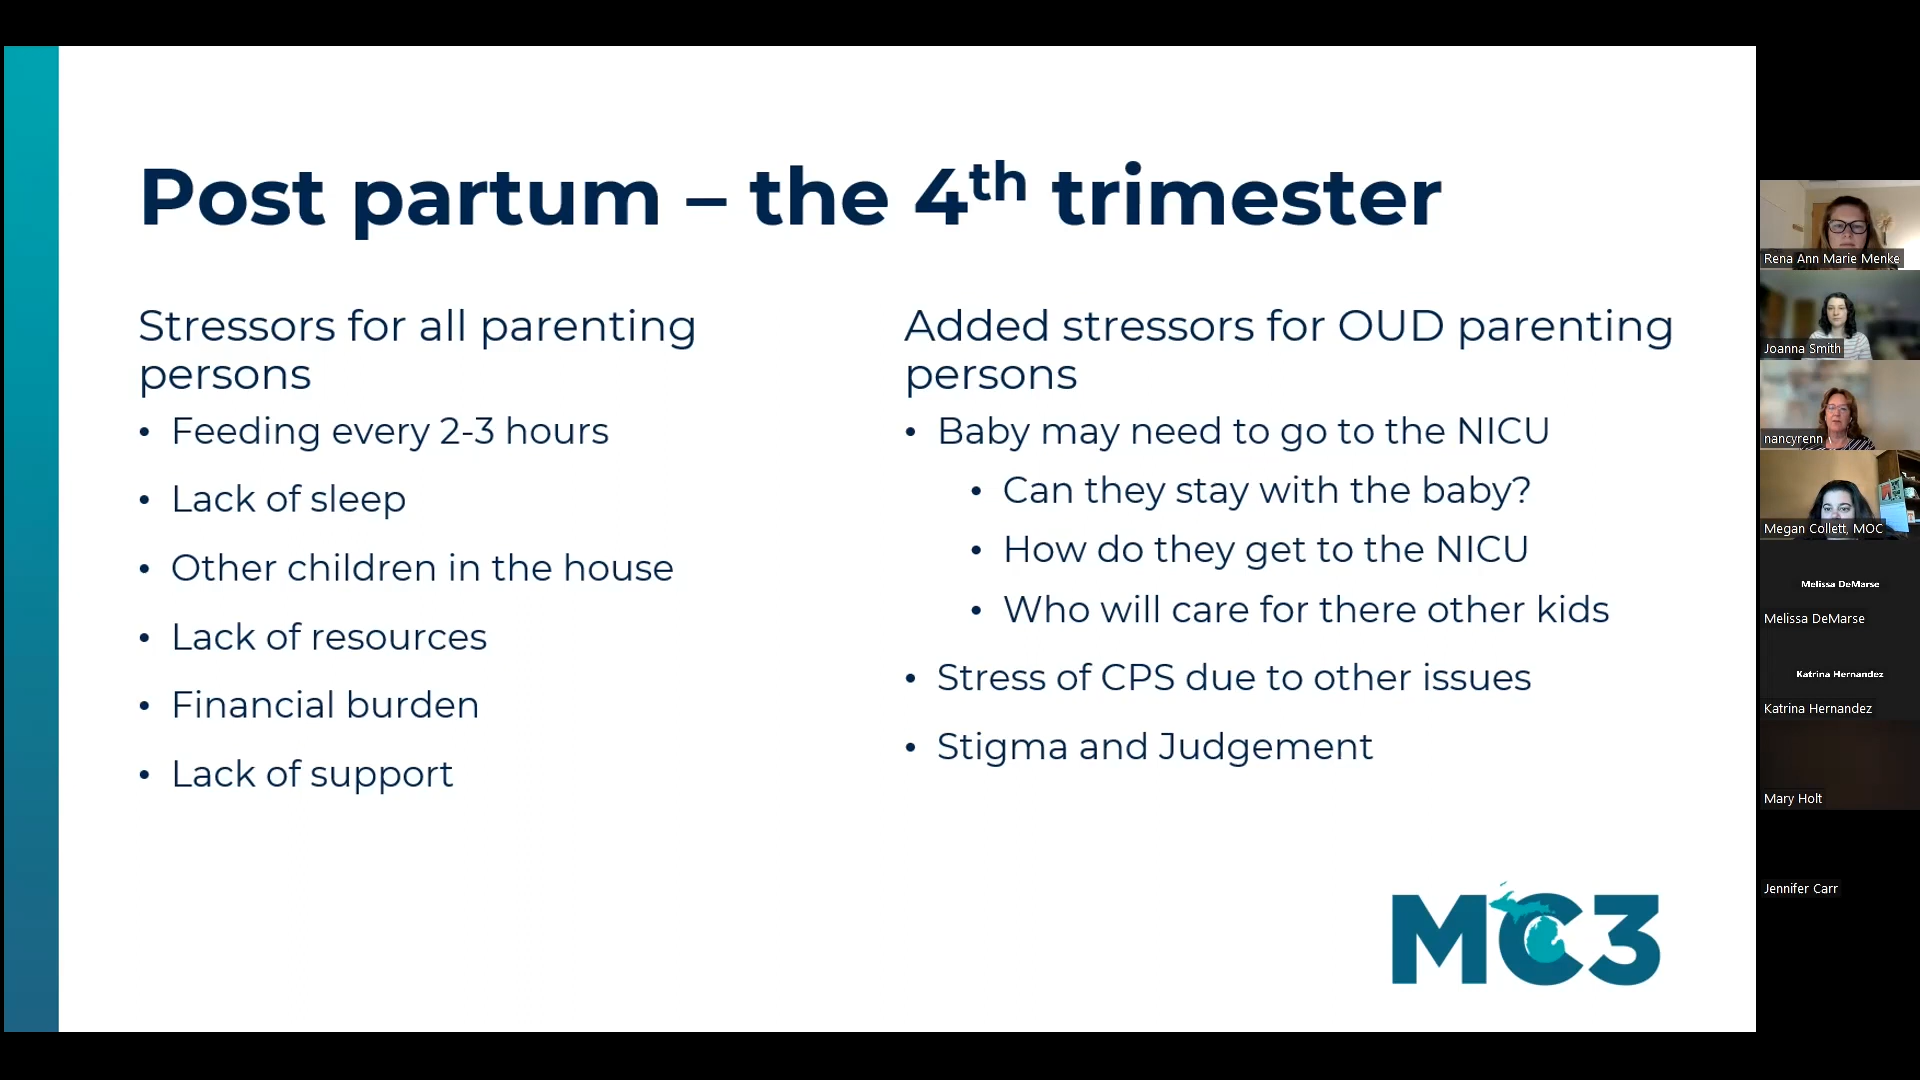 Post partum – the 4th trimester
Stressors for all parenting
persons
• Feeding every 2-3 hours
• Lack of sleep
• Other children in the house
• Lack of resources
• Financial burden
• Lack of support
Added stressors for OUD parenting
persons
• Baby may need to go to the NICU
• Can they stay with the baby?
• How do they get to the NICU
• Who will care for there other kids
• Stress of CPS due to other issues
• Stigma and Judgement
MC3
Rena Ann Marie Menke
Joanna Smith
nancyrenn
Megan Collett, MOC
Melissa DeMarse
Melissa DeMarse
Katrina Hernandez
Katrina Hernandez
Mary Holt
Jennifer Carr